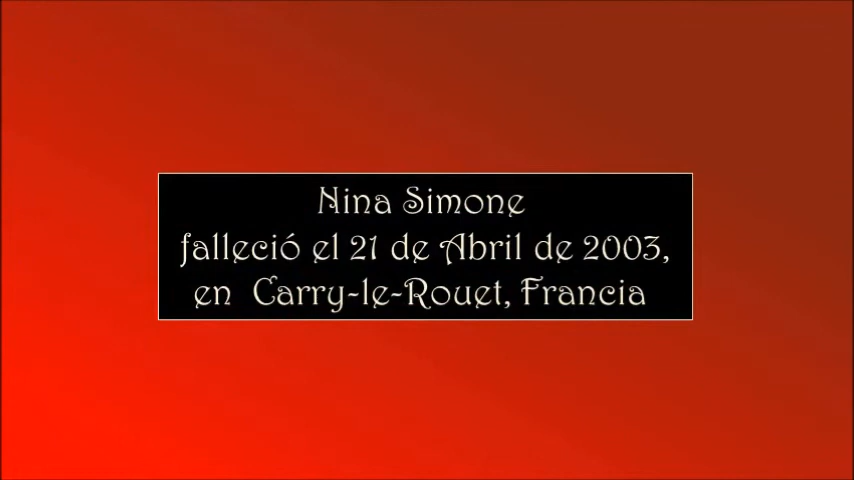 Nina Simone
falleció el 21 de Abril de 2003,
en Carry-le-Rouet, Francia